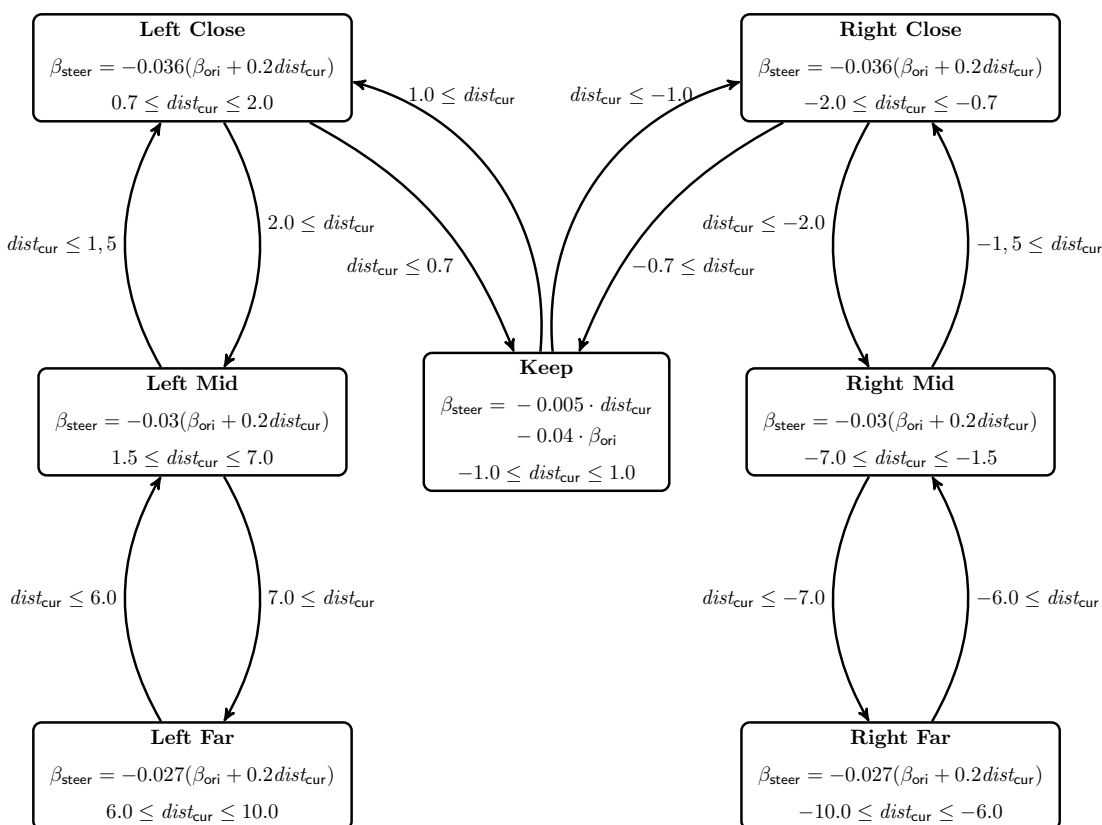 Left Close
β_steer = −0.036(β_ori + 0.2dist_cur)
0.7 ≤ dist_cur ≤ 2.0
Right Close
β_steer = −0.036(β_ori + 0.2dist_cur)
−2.0 ≤ dist_cur ≤ −0.7
1.0 ≤ dist_cur
dist_cur ≤ −1.0
dist_cur ≤ 1, 5
2.0 ≤ dist_cur
dist_cur ≤ 0.7
−0.7 ≤ dist_cur
dist_cur ≤ −2.0
−1, 5 ≤ dist_cur
Left Mid
β_steer = −0.03(β_ori + 0.2dist_cur)
1.5 ≤ dist_cur ≤ 7.0
Keep
β_steer = − 0.005 · dist_cur
− 0.04 · β_ori
−1.0 ≤ dist_cur ≤ 1.0
Right Mid
β_steer = −0.03(β_ori + 0.2dist_cur)
−7.0 ≤ dist_cur ≤ −1.5
dist_cur ≤ 6.0
7.0 ≤ dist_cur
dist_cur ≤ −7.0
−6.0 ≤ dist_cur
Left Far
β_steer = −0.027(β_ori + 0.2dist_cur)
6.0 ≤ dist_cur ≤ 10.0
Right Far
β_steer = −0.027(β_ori + 0.2dist_cur)
−10.0 ≤ dist_cur ≤ −6.0